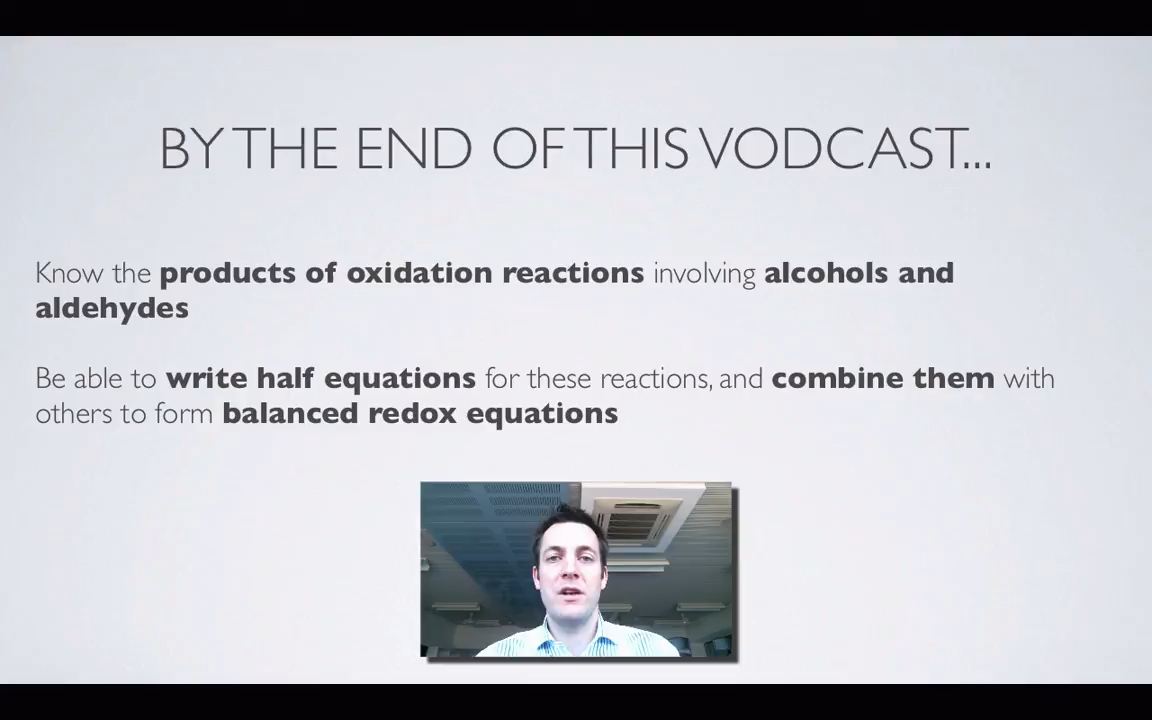 BY THE END OF THIS VODCAST...
Know the products of oxidation reactions involving alcohols and
aldehydes
Be able to write half equations for these reactions, and combine them with
others to form balanced redox equations